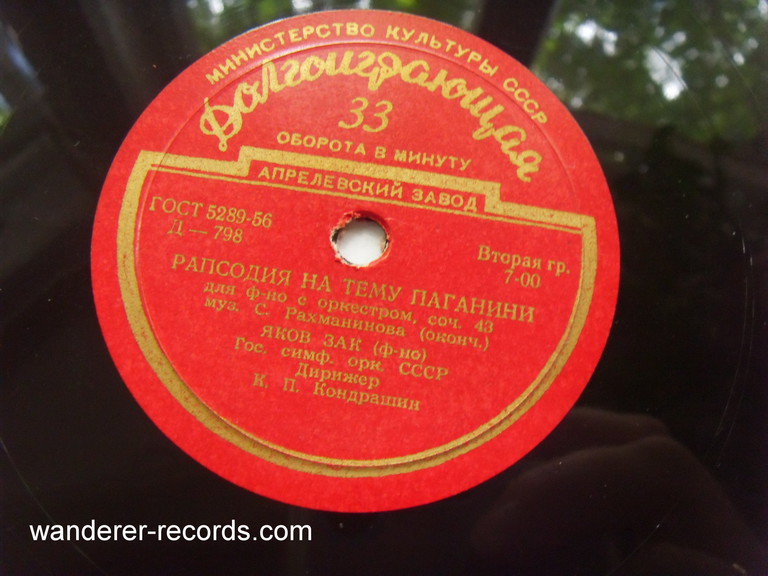 МИНИСТЕРСТВО КУЛЬТУРЫ СССР
Долгоиграющая
33
ОБОРОТА В МИНУТУ
АПРЕЛЕВСКИЙ ЗАВОД
ГОСТ 5289-56
Д — 798
Вторая гр.
7-00
РАПСОДИЯ НА ТЕМУ ПАГАНИНИ
для ф-но с оркестром, соч. 43
муз. С. Рахманинова (оконч.)
ЯКОВ ЗАК (ф-но)
Гос. симф. орк. СССР
Дирижер
К. П. Кондрашин
wanderer-records.com